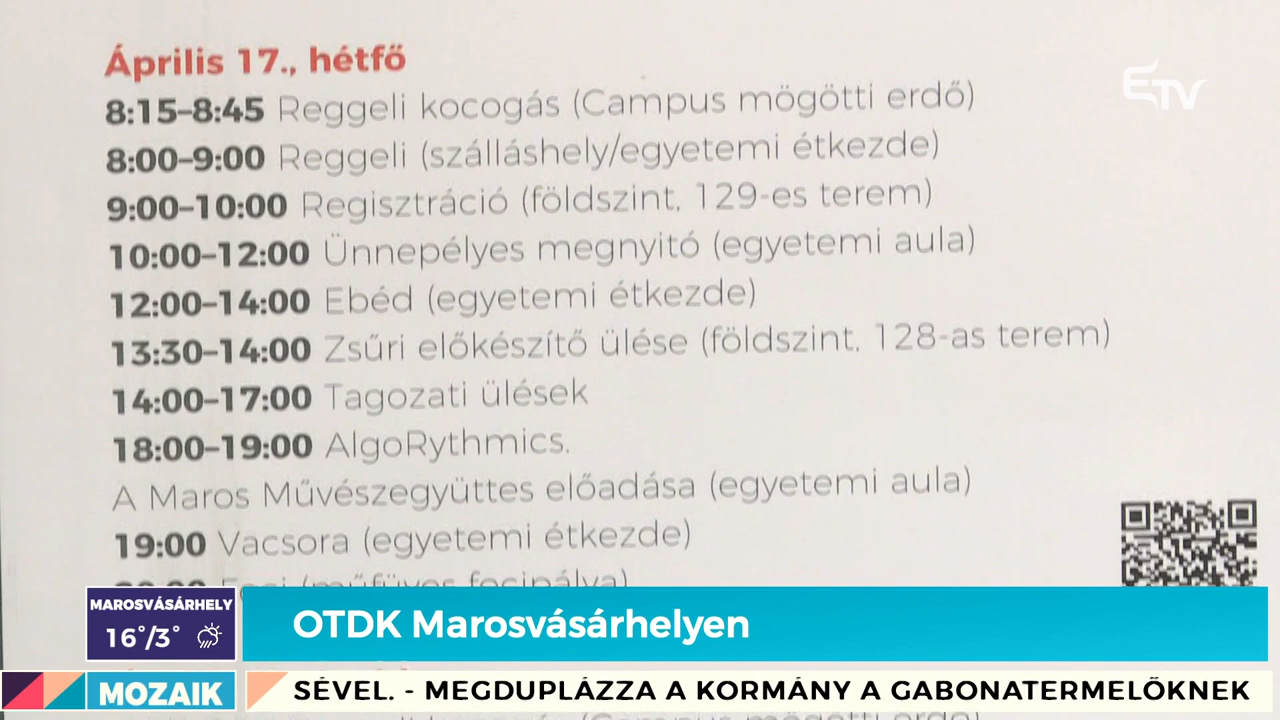 Április 17., hétfő
ETV
8:15–8:45 Reggeli kocogás (Campus mögötti erdő)
8:00–9:00 Reggeli (szálláshely/egyetemi étkezde)
9:00–10:00 Regisztráció (földszint, 129-es terem)
10:00–12:00 Ünnepélyes megnyitó (egyetemi aula)
12:00–14:00 Ebéd (egyetemi étkezde)
13:30–14:00 Zsűri előkészítő ülése (földszint, 128-as terem)
14:00–17:00 Tagozati ülések
18:00–19:00 AlgoRythmics.
A Maros Művészegyüttes előadása (egyetemi aula)
19:00 Vacsora (egyetemi étkezde)
Foci (műfüves focipálya)
MAROSVÁSÁRHELY
16°/3°
OTDK Marosvásárhelyen
MOZAIK
SÉVEL. - MEGDUPLÁZZA A KORMÁNY A GABONATERMELŐKNEK